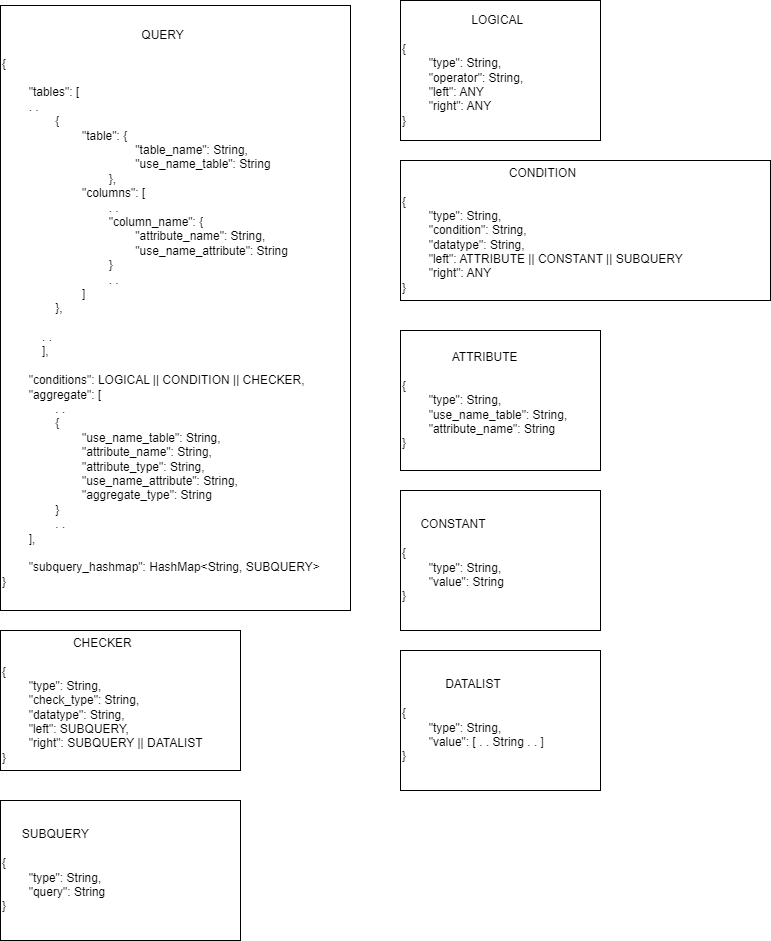 QUERY
{
"tables": [
. .
{
"table": {
"table_name": String,
"use_name_table": String
},
"columns": [
. .
"column_name": {
"attribute_name": String,
"use_name_attribute": String
}
. .
]
},
. .
],
"conditions": LOGICAL || CONDITION || CHECKER,
"aggregate": [
. .
{
"use_name_table": String,
"attribute_name": String,
"attribute_type": String,
"use_name_attribute": String,
"aggregate_type": String
}
. .
],
"subquery_hashmap": HashMap<String, SUBQUERY>
}
CHECKER
{
"type": String,
"check_type": String,
"datatype": String,
"left": SUBQUERY,
"right": SUBQUERY || DATALIST
}
SUBQUERY
{
"type": String,
"query": String
}
LOGICAL
{
"type": String,
"operator": String,
"left": ANY
"right": ANY
}
CONDITION
{
"type": String,
"condition": String,
"datatype": String,
"left": ATTRIBUTE || CONSTANT || SUBQUERY
"right": ANY
}
ATTRIBUTE
{
"type": String,
"use_name_table": String,
"attribute_name": String
}
CONSTANT
{
"type": String,
"value": String
}
DATALIST
{
"type": String,
"value": [ . . String . . ]
}